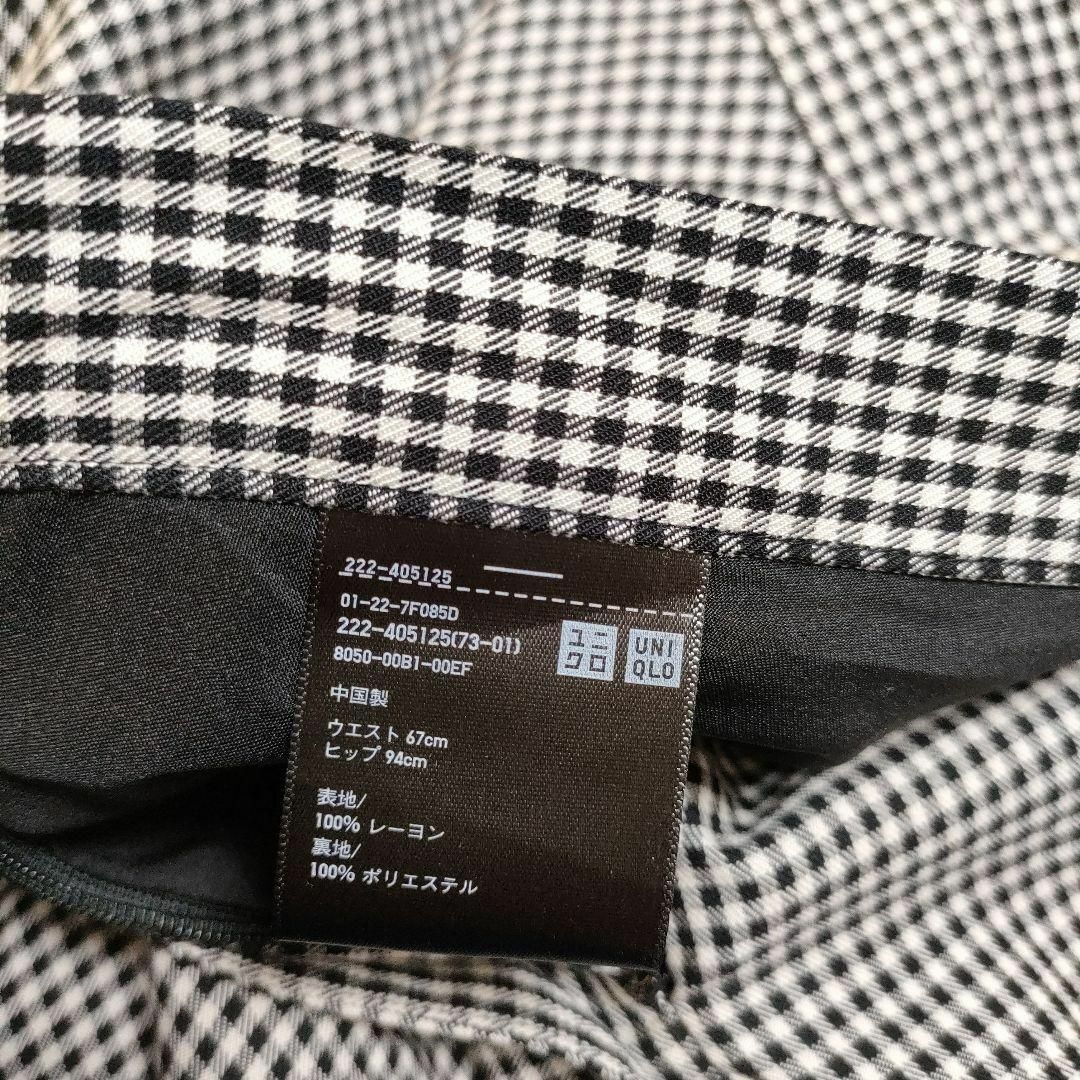 222-405125
01-22-7F085D
222-405125(73-01)
8050-00B1-00EF
ユニ
クロ
UNI
QLO
中国製
ウエスト 67cm
ヒップ 94cm
表地/
100% レーヨン
裏地/
100% ポリエステル